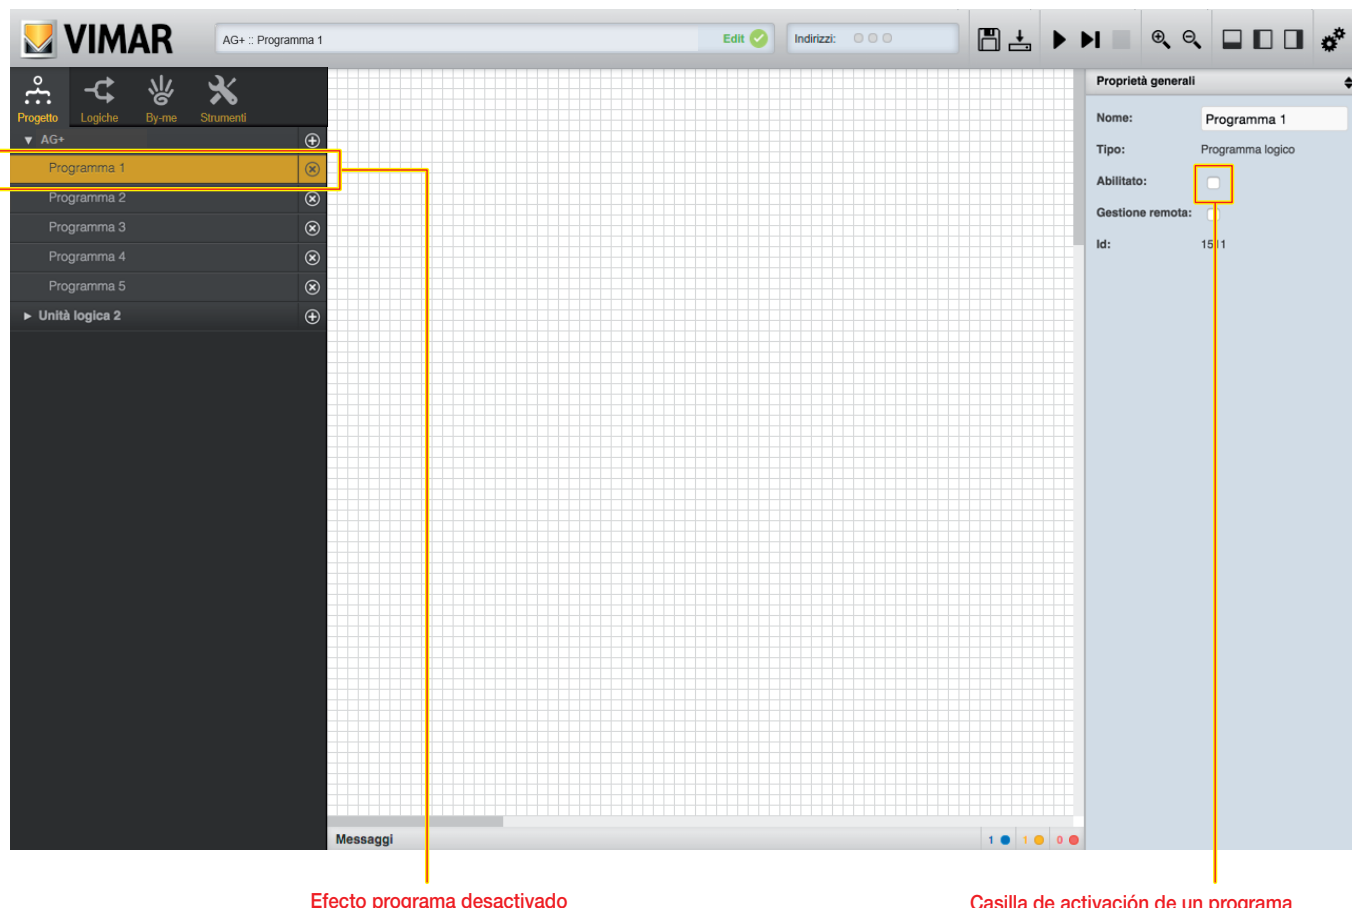 VIMAR
AG+ :: Programma 1
Edit
Indirizzi:
Progetto
Logiche
By-me
Strumenti
AG+
Programma 1
Programma 2
Programma 3
Programma 4
Programma 5
Unità logica 2
Proprietà generali
Nome: Programma 1
Tipo: Programma logico
Abilitato:
Gestione remota:
Id:
Messaggi
1 1 0
Efecto programa desactivado
Casilla de activación de un programa